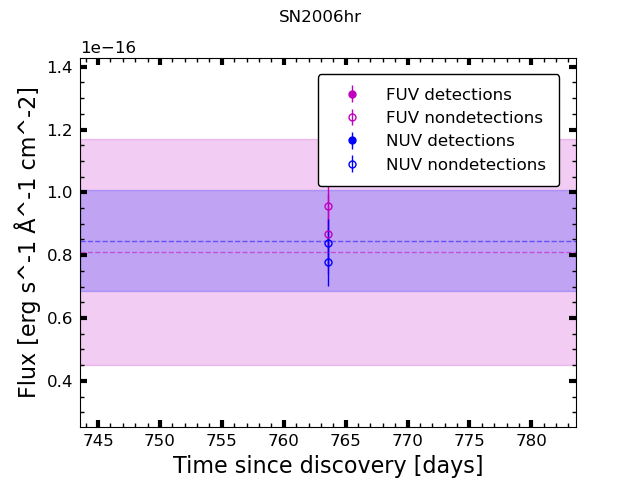 SN2006hr
1e−16
1.4
1.2
1.0
0.8
0.6
0.4
Flux [erg s^-1 Å^-1 cm^-2]
FUV detections
FUV nondetections
NUV detections
NUV nondetections
745 750 755 760 765 770 775 780
Time since discovery [days]